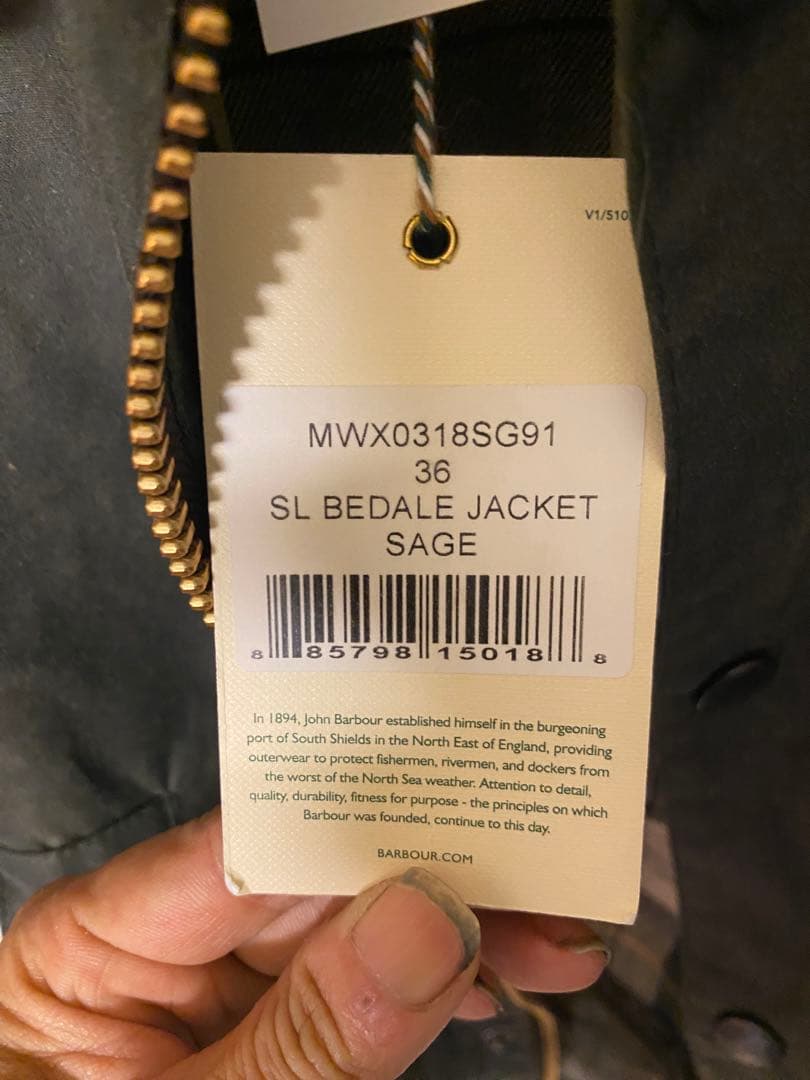 V1/510
MWX0318SG91
36
SL BEDALE JACKET
SAGE
8 85798 15018 8
In 1894, John Barbour established himself in the burgeoning
port of South Shields in the North East of England, providing
outerwear to protect fishermen, rivermen, and dockers from
the worst of the North Sea weather. Attention to detail,
quality, durability, fitness for purpose - the principles on which
Barbour was founded, continue to this day.
BARBOUR.COM